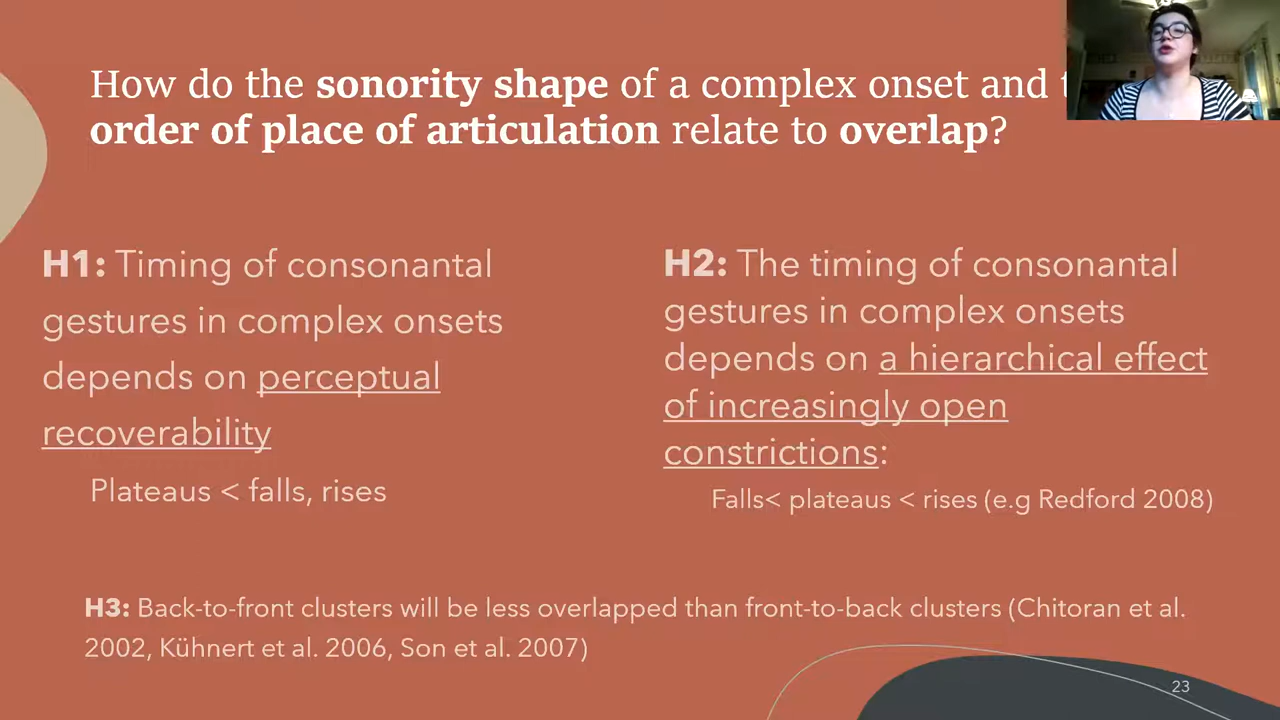 How do the sonority shape of a complex onset and
order of place of articulation relate to overlap?
H1: Timing of consonantal
gestures in complex onsets
depends on perceptual
recoverability
Plateaus < falls, rises
H2: The timing of consonantal
gestures in complex onsets
depends on a hierarchical effect
of increasingly open
constrictions:
Falls< plateaus < rises (e.g Redford 2008)
H3: Back-to-front clusters will be less overlapped than front-to-back clusters (Chitoran et al.
2002, Kühnert et al. 2006, Son et al. 2007)
23